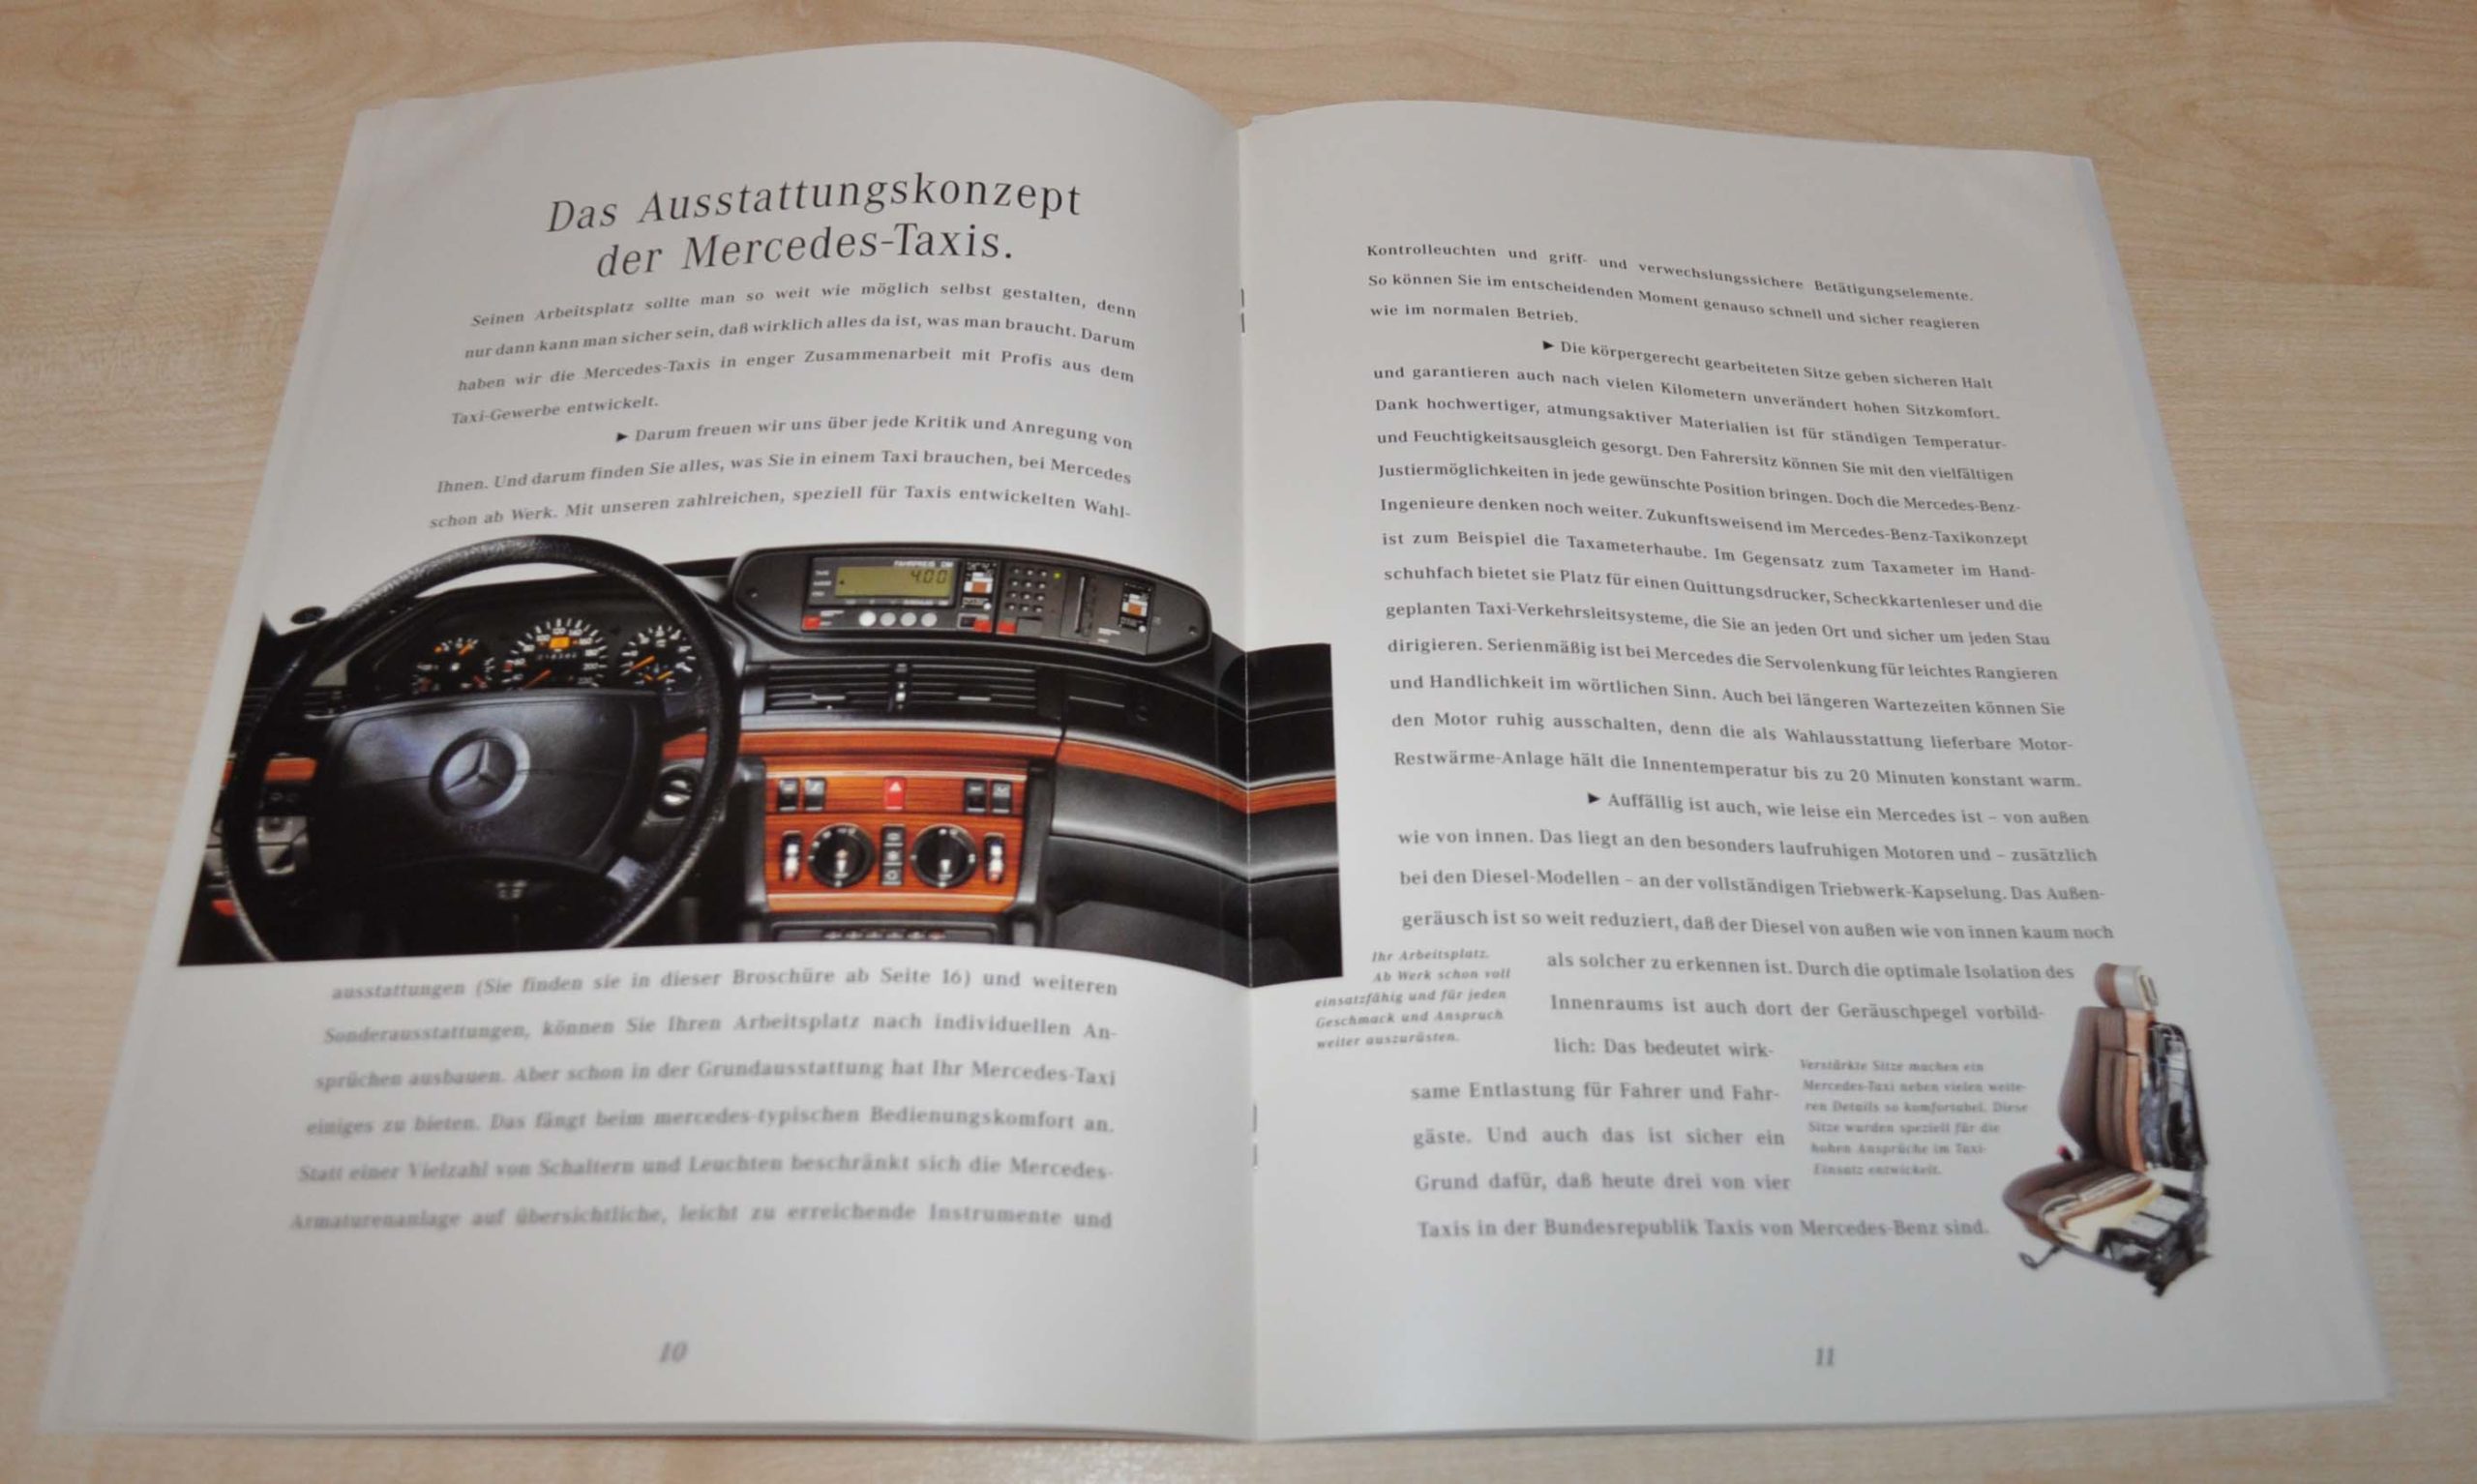 Das Ausstattungskonzept
der Mercedes-Taxis.
Seinen Arbeitsplatz sollte man so weit wie möglich selbst gestalten, denn
nur dann kann man sicher sein, daß wirklich alles da ist, was man braucht. Darum
haben wir die Mercedes-Taxis in enger Zusammenarbeit mit Profis aus dem
Taxi-Gewerbe entwickelt.
► Darum freuen wir uns über jede Kritik und Anregung von
Ihnen. Und darum finden Sie alles, was Sie in einem Taxi brauchen, bei Mercedes
schon ab Werk. Mit unseren zahlreichen, speziell für Taxis entwickelten Wahl-
FAHRPREIS DM
4.00
ausstattungen (Sie finden sie in dieser Broschüre ab Seite 16) und weiteren
Sonderausstattungen, können Sie Ihren Arbeitsplatz nach individuellen An-
sprüchen ausbauen. Aber schon in der Grundausstattung hat Ihr Mercedes-Taxi
einiges zu bieten. Das fängt beim mercedes-typischen Bedienungskomfort an.
Statt einer Vielzahl von Schaltern und Leuchten beschränkt sich die Mercedes-
Armaturenanlage auf übersichtliche, leicht zu erreichende Instrumente und
10
Kontrolleuchten und griff- und verwechslungssichere Betätigungselemente.
So können Sie im entscheidenden Moment genauso schnell und sicher reagieren
wie im normalen Betrieb.
► Die körpergerecht gearbeiteten Sitze geben sicheren Halt
und garantieren auch nach vielen Kilometern unverändert hohen Sitzkomfort.
Dank hochwertiger, atmungsaktiver Materialien ist für ständigen Temperatur-
und Feuchtigkeitsausgleich gesorgt. Den Fahrersitz können Sie mit den vielfältigen
Justiermöglichkeiten in jede gewünschte Position bringen. Doch die Mercedes-Benz-
Ingenieure denken noch weiter. Zukunftsweisend im Mercedes-Benz-Taxikonzept
ist zum Beispiel die Taxameterhaube. Im Gegensatz zum Taxameter im Hand-
schuhfach bietet sie Platz für einen Quittungsdrucker, Scheckkartenleser und die
geplanten Taxi-Verkehrsleitsysteme, die Sie an jeden Ort und sicher um jeden Stau
dirigieren. Serienmäßig ist bei Mercedes die Servolenkung für leichtes Rangieren
und Handlichkeit im wörtlichen Sinn. Auch bei längeren Wartezeiten können Sie
den Motor ruhig ausschalten, denn die als Wahlausstattung lieferbare Motor-
Restwärme-Anlage hält die Innentemperatur bis zu 20 Minuten konstant warm.
► Auffällig ist auch, wie leise ein Mercedes ist – von außen
wie von innen. Das liegt an den besonders laufruhigen Motoren und – zusätzlich
bei den Diesel-Modellen – an der vollständigen Triebwerk-Kapselung. Das Außen-
geräusch ist so weit reduziert, daß der Diesel von außen wie von innen kaum noch
als solcher zu erkennen ist. Durch die optimale Isolation des
Innenraums ist auch dort der Geräuschpegel vorbild-
lich: Das bedeutet wirk-
same Entlastung für Fahrer und Fahr-
gäste. Und auch das ist sicher ein
Grund dafür, daß heute drei von vier
Taxis in der Bundesrepublik Taxis von Mercedes-Benz sind.
Ihr Arbeitsplatz.
Ab Werk schon voll
einsatzfähig und für jeden
Geschmack und Anspruch
weiter auszurüsten.
Verstärkte Sitze machen ein
Mercedes-Taxi neben vielen weite-
ren Details so komfortabel. Diese
Sitze wurden speziell für die
hohen Ansprüche im Taxi-
Einsatz entwickelt.
11